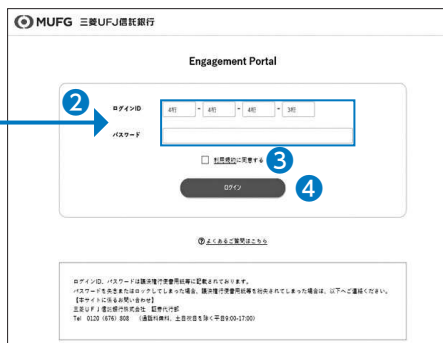 MUFG 三菱UFJ信託銀行
Engagement Portal
2
ログインID 4桁 - 4桁 - 4桁 - 3桁
パスワード
利用規約に同意する 3
ログイン 4
?よくあるご質問はこちら
ログインID、パスワードは議決権行使書用紙等に記載されております。
パスワードを失念またはロックしてしまった場合、議決権行使書用紙等を紛失されてしまった場合は、以下へご連絡ください。
【本サイトに係るお問い合わせ】
三菱UFJ信託銀行株式会社 証券代行部
Tel 0120 (676) 808 (通話料無料、土日祝日を除く平日9:00-17:00)